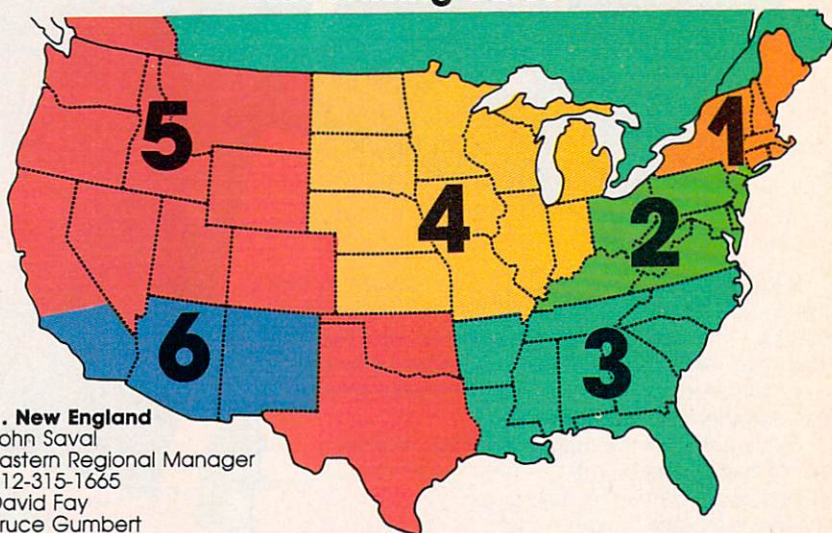 5
1
4
2
6
3
. New England
ohn Saval
astern Regional Manager
12-315-1665
David Fay
ruce Gumbert